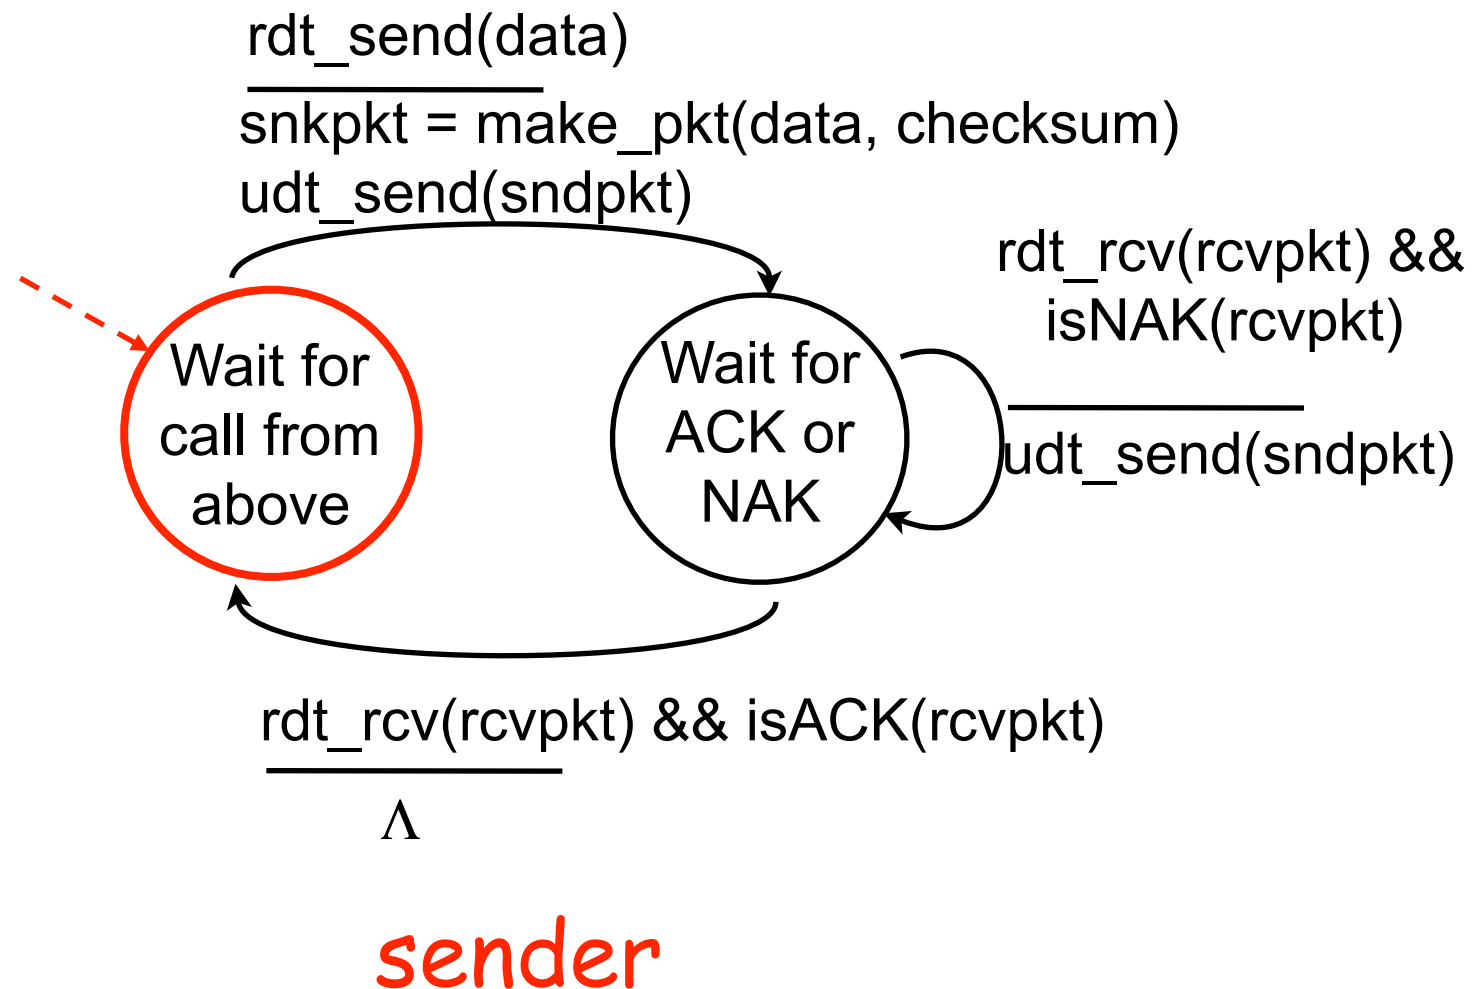 rdt_send(data)
snkpkt = make_pkt(data, checksum)
udt_send(sndpkt)
rdt_rcv(rcvpkt) &&
isNAK(rcvpkt)
udt_send(sndpkt)
Wait for
call from
above
Wait for
ACK or
NAK
rdt_rcv(rcvpkt) && isACK(rcvpkt)
Λ
sender